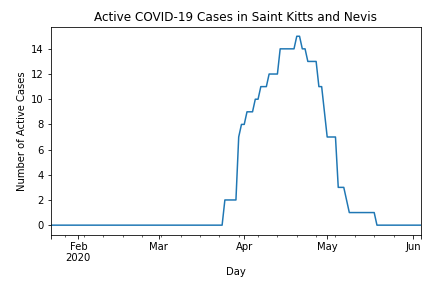 Active COVID-19 Cases in Saint Kitts and Nevis
Number of Active Cases
14
12
10
8
6
4
2
0
Feb Mar Apr May Jun
2020
Day